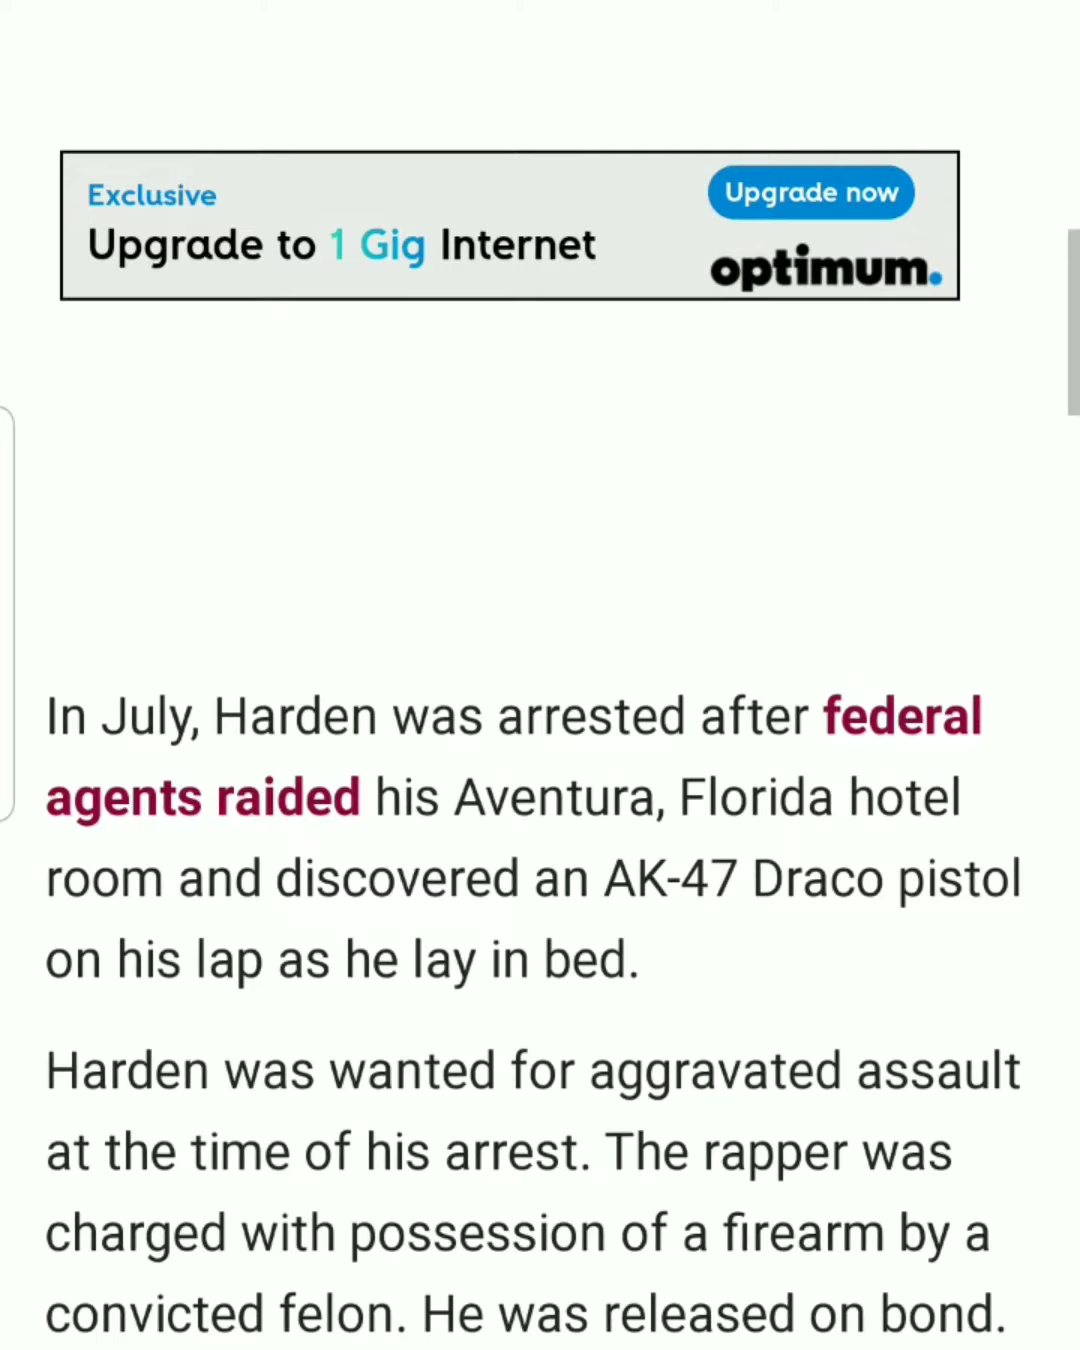 Exclusive
Upgrade to 1 Gig Internet
Upgrade now
optimum.
In July, Harden was arrested after federal
agents raided his Aventura, Florida hotel
room and discovered an AK-47 Draco pistol
on his lap as he lay in bed.
Harden was wanted for aggravated assault
at the time of his arrest. The rapper was
charged with possession of a firearm by a
convicted felon. He was released on bond.